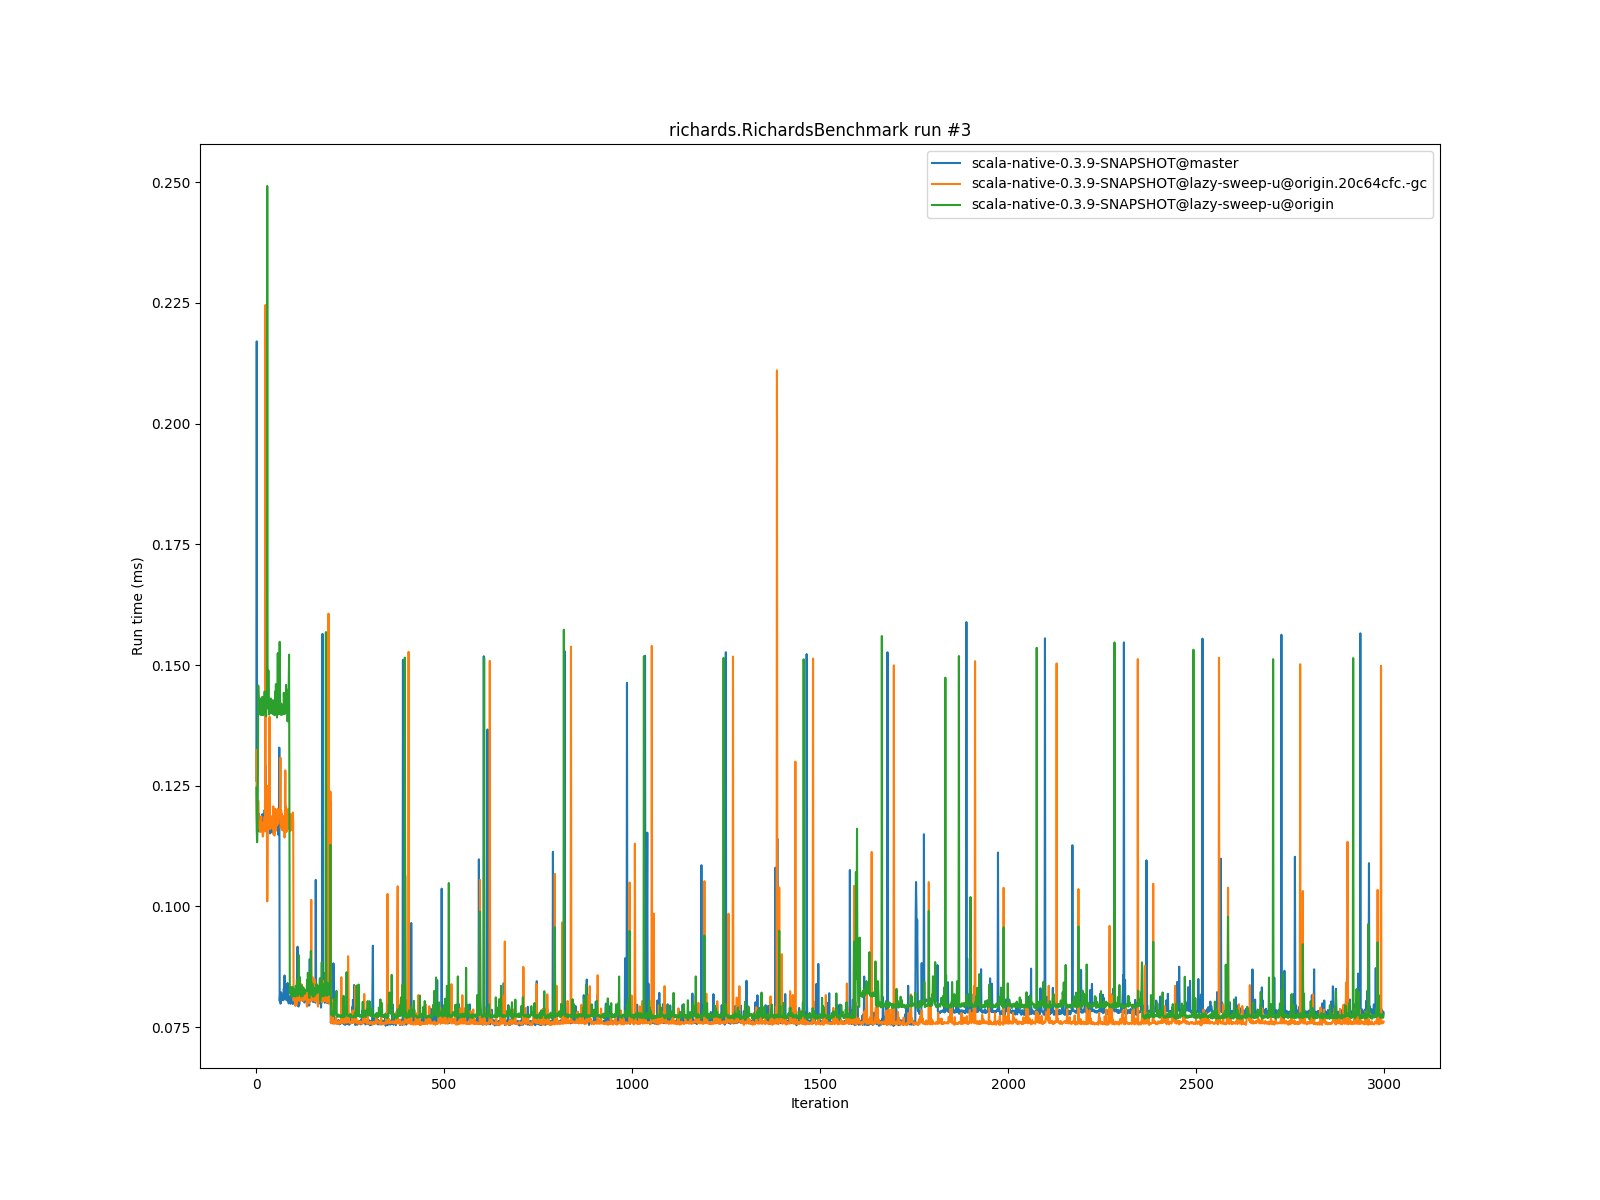 richards.RichardsBenchmark run #3
scala-native-0.3.9-SNAPSHOT@master
scala-native-0.3.9-SNAPSHOT@lazy-sweep-u@origin.20c64cfc.-gc
scala-native-0.3.9-SNAPSHOT@lazy-sweep-u@origin
0.250
0.225
0.200
0.175
0.150
0.125
0.100
0.075
Run time (ms)
0 500 1000 1500 2000 2500 3000
Iteration